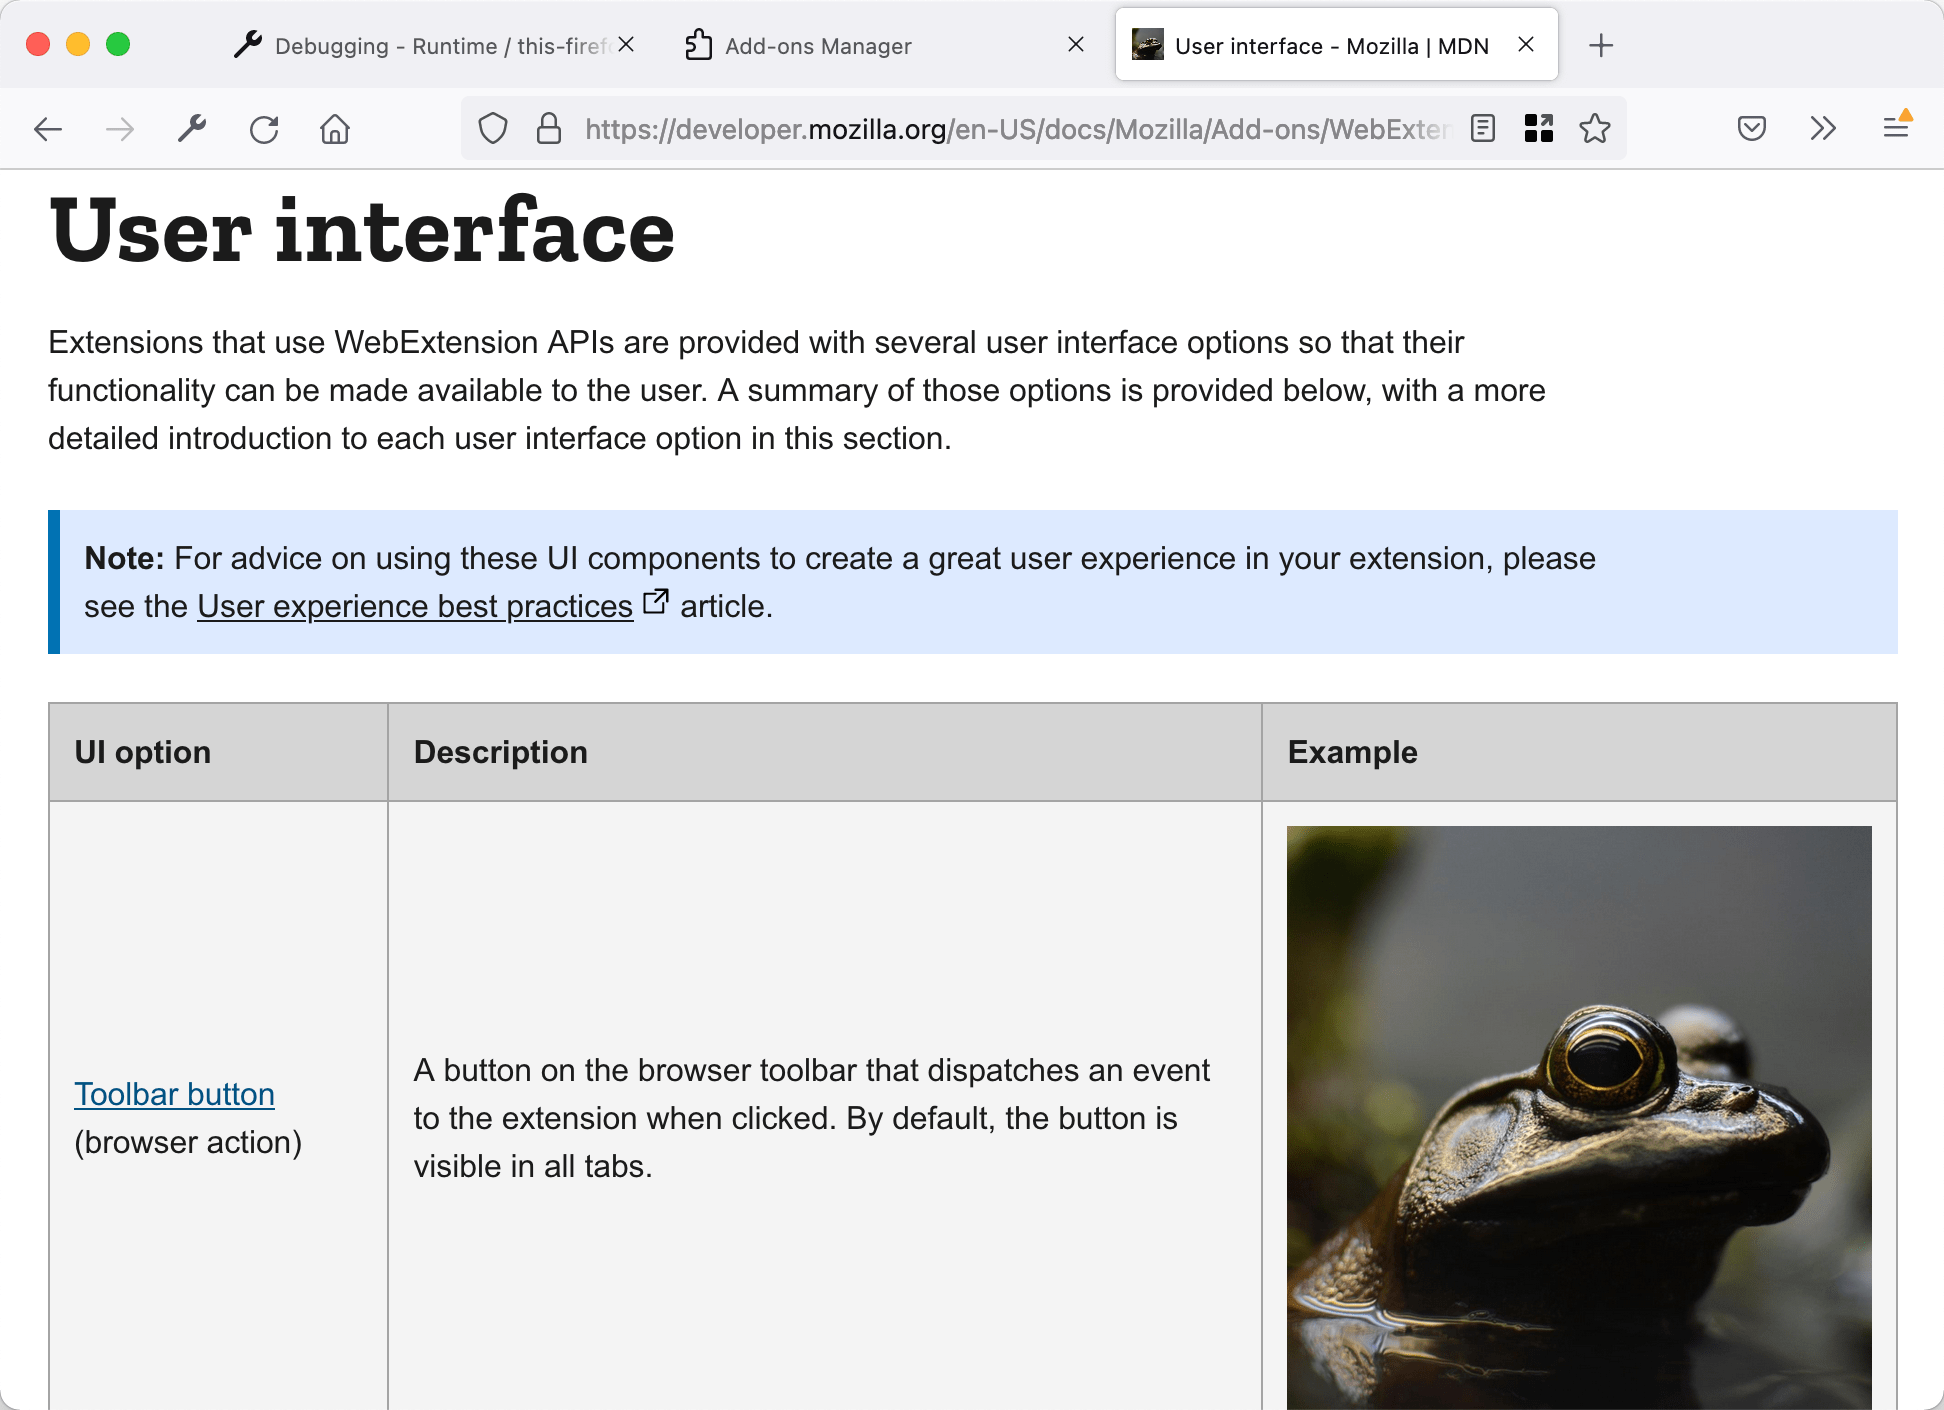 Debugging - Runtime / this-firef
Add-ons Manager
User interface - Mozilla | MDN
https://developer.mozilla.org/en-US/docs/Mozilla/Add-ons/WebExten
User interface
Extensions that use WebExtension APIs are provided with several user interface options so that their
functionality can be made available to the user. A summary of those options is provided below, with a more
detailed introduction to each user interface option in this section.
Note: For advice on using these UI components to create a great user experience in your extension, please
see the User experience best practices article.
UI option
Description
Example
Toolbar button
(browser action)
A button on the browser toolbar that dispatches an event
to the extension when clicked. By default, the button is
visible in all tabs.